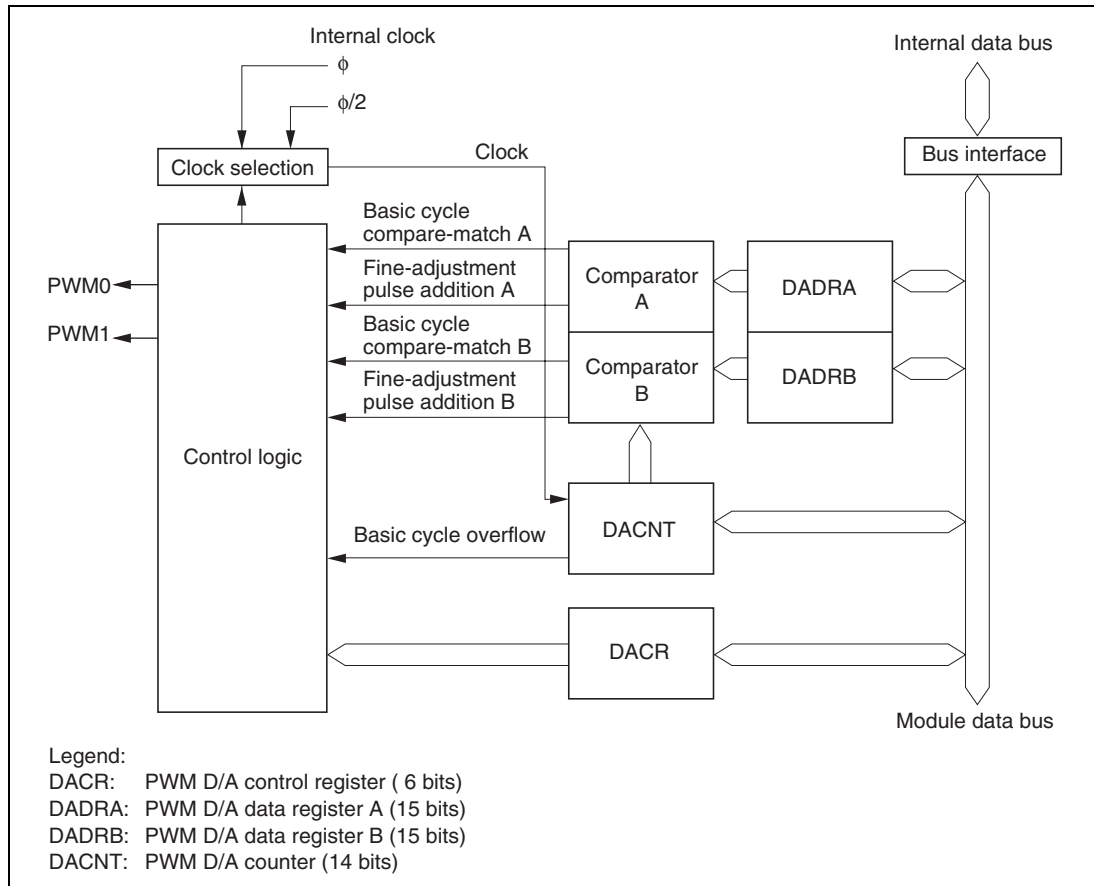 Internal clock
ϕ
ϕ/2
Internal data bus
Clock selection
Clock
Bus interface
Basic cycle
compare-match A
Fine-adjustment
pulse addition A
Basic cycle
compare-match B
Fine-adjustment
pulse addition B
Comparator
A
DADRA
Comparator
B
DADRB
PWM0
PWM1
Control logic
DACNT
Basic cycle overflow
DACR
Module data bus
Legend:
DACR: PWM D/A control register ( 6 bits)
DADRA: PWM D/A data register A (15 bits)
DADRB: PWM D/A data register B (15 bits)
DACNT: PWM D/A counter (14 bits)